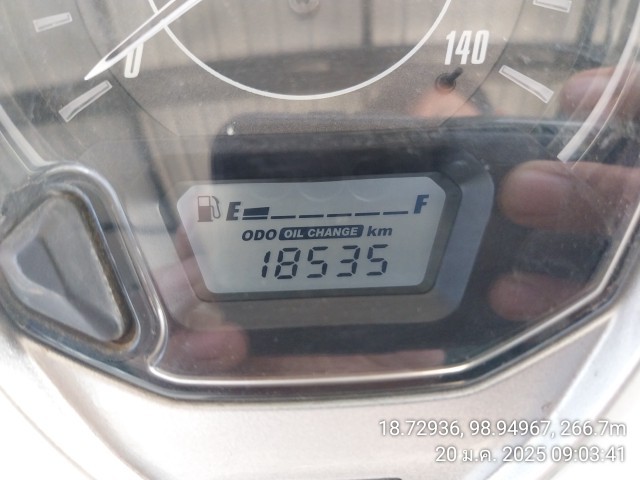 0
140
E F
ODO OIL CHANGE km
18535
18.72936, 98.94967, 266.7m
20 ม.ค. 2025 09:03:41